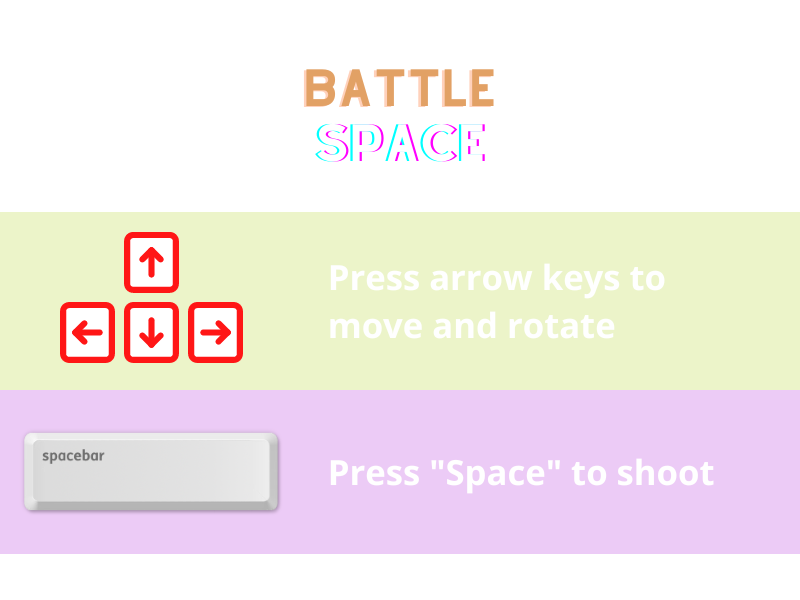 BATTLE
SPACE
Press arrow keys to
move and rotate
spacebar
Press "Space" to shoot